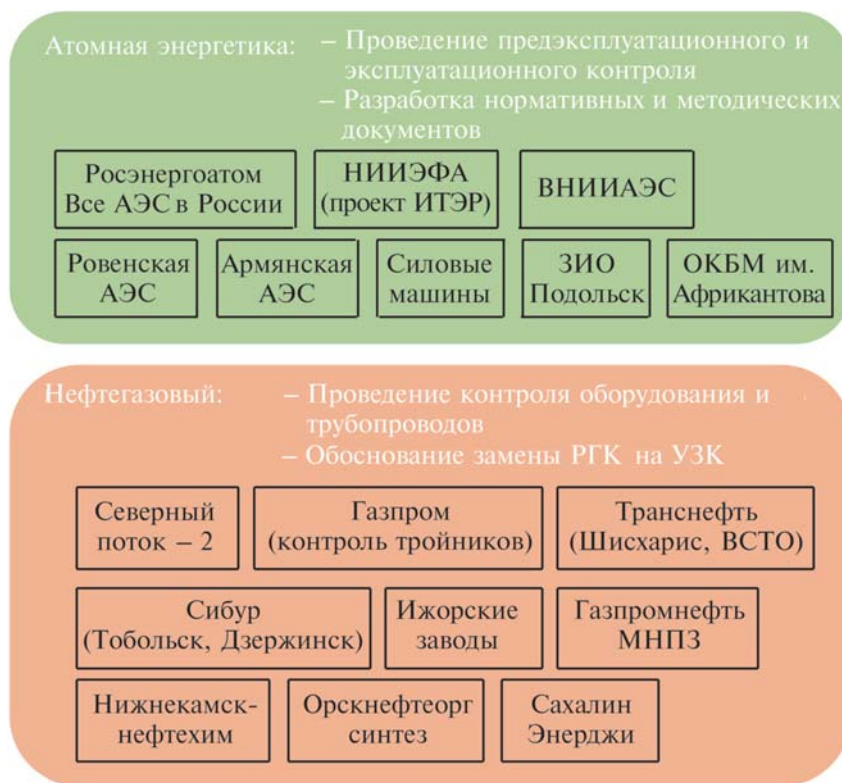 Атомная энергетика: – Проведение предэксплуатационного и
эксплуатационного контроля
– Разработка нормативных и методических
документов
Росэнергоатом
Все АЭС в России
НИИЭФА
(проект ИТЭР)
ВНИИАЭС
Ровенская
АЭС
Армянская
АЭС
Силовые
машины
ЗИО
Подольск
ОКБМ им.
Африкантова
Нефтегазовый: – Проведение контроля оборудования и
трубопроводов
– Обоснование замены РГК на УЗК
Северный
поток – 2
Газпром
(контроль тройников)
Транснефть
(Шисхарис, ВСТО)
Сибур
(Тобольск, Дзержинск)
Ижорские
заводы
Газпромнефть
МНПЗ
Нижнекамск-
нефтехим
Орскнефтеорг
синтез
Сахалин
Энерджи